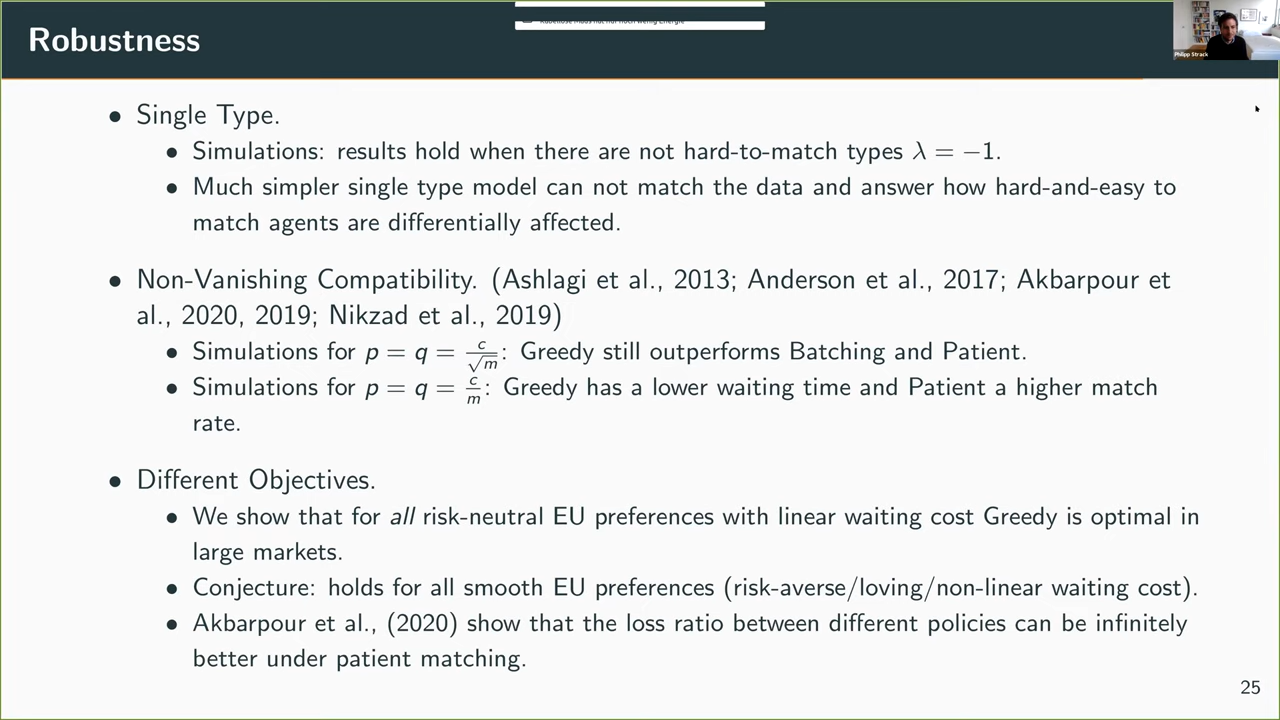 Robustness
Kabellose Maus hat nur noch wenig Energie
Philipp Strack
• Single Type.
• Simulations: results hold when there are not hard-to-match types λ = −1.
• Much simpler single type model can not match the data and answer how hard-and-easy to
match agents are differentially affected.
• Non-Vanishing Compatibility. (Ashlagi et al., 2013; Anderson et al., 2017; Akbarpour et
al., 2020, 2019; Nikzad et al., 2019)
• Simulations for p = q = c/√m: Greedy still outperforms Batching and Patient.
• Simulations for p = q = c/m: Greedy has a lower waiting time and Patient a higher match
rate.
• Different Objectives.
• We show that for all risk-neutral EU preferences with linear waiting cost Greedy is optimal in
large markets.
• Conjecture: holds for all smooth EU preferences (risk-averse/loving/non-linear waiting cost).
• Akbarpour et al., (2020) show that the loss ratio between different policies can be infinitely
better under patient matching.
25